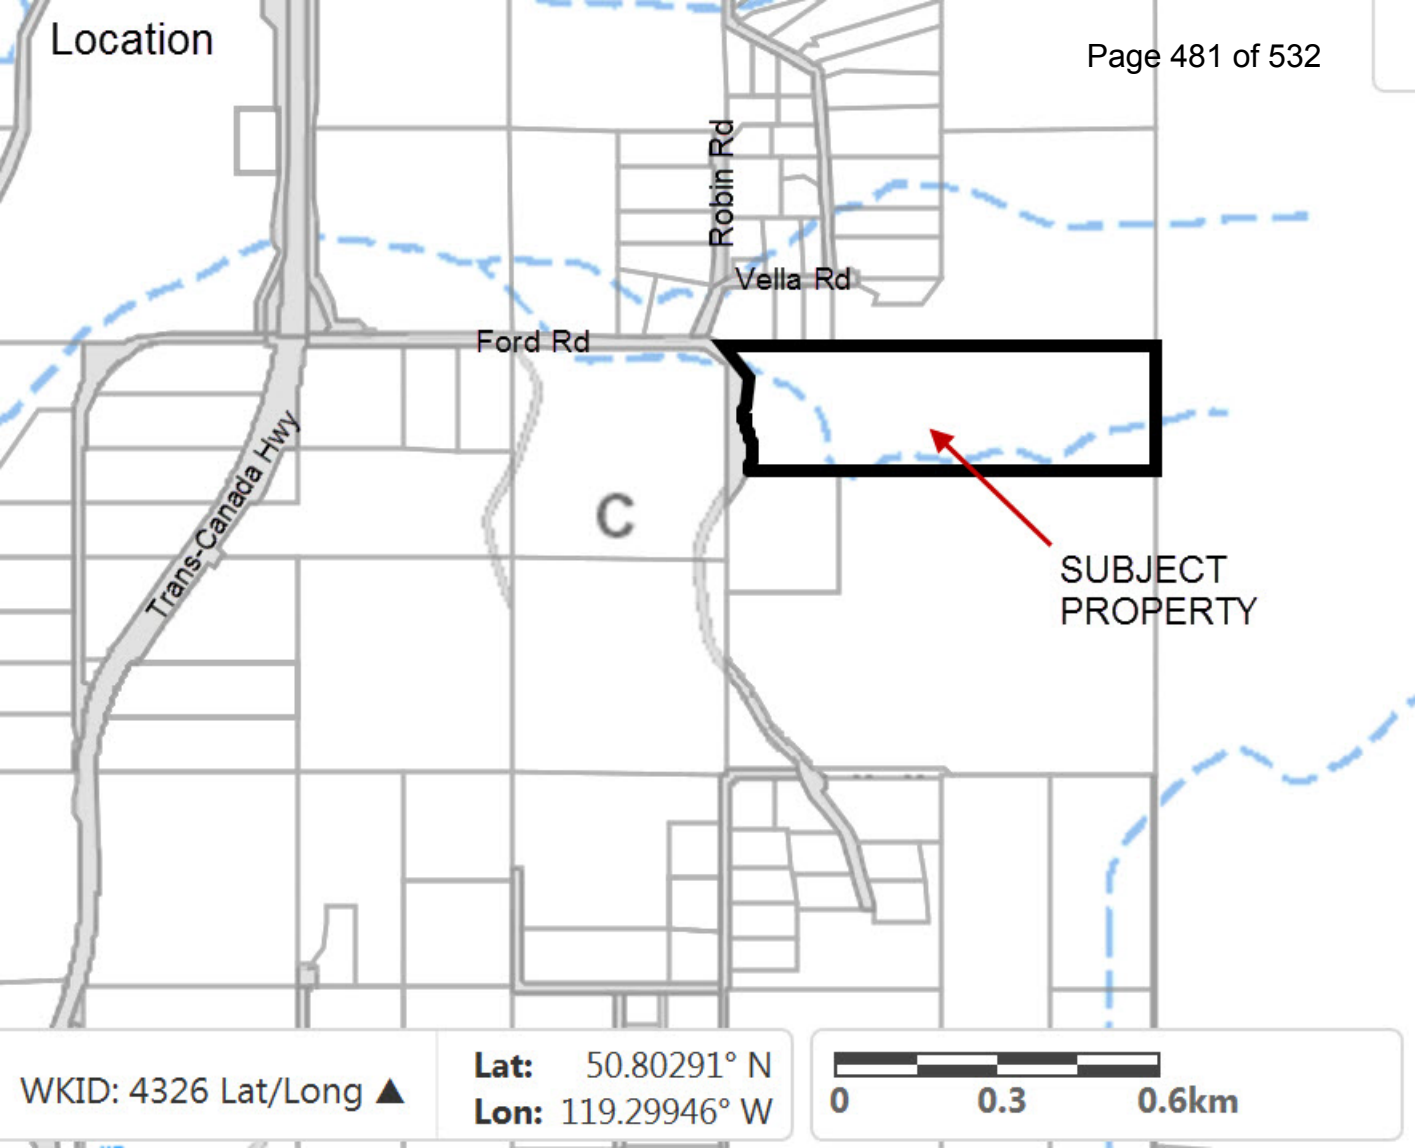 Location
Page 481 of 532
Robin Rd
Vella Rd
Ford Rd
Trans-Canada Hwy
C
SUBJECT
PROPERTY
WKID: 4326 Lat/Long ▲
Lat: 50.80291° N
Lon: 119.29946° W
0 0.3 0.6km